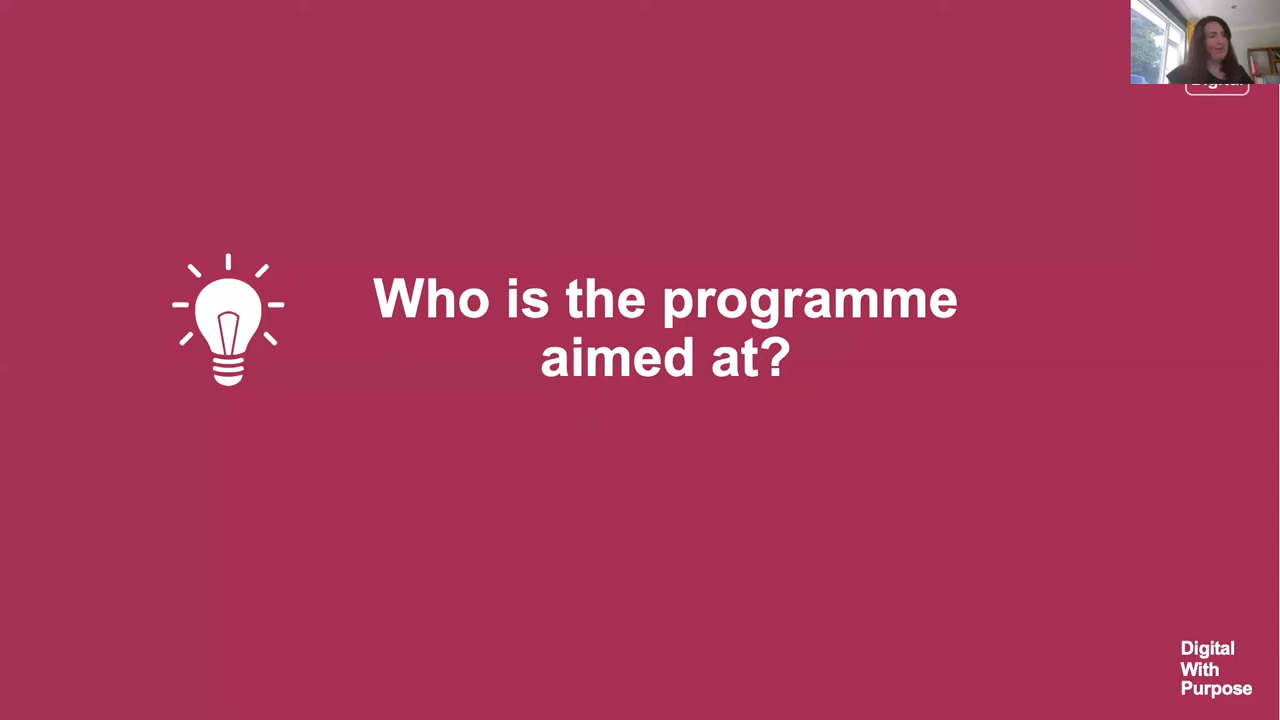 Who is the programme
aimed at?
Digital
With
Purpose